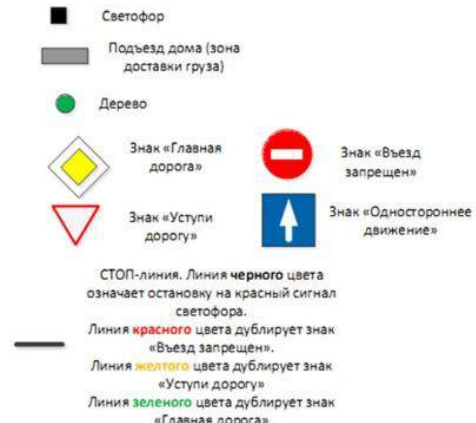 Светофор
Подъезд дома (зона
доставки груза)
Дерево
Знак «Главная
дорога»
Знак «Въезд
запрещен»
Знак «Уступи
дорогу»
Знак «Одностороннее
движение»
СТОП-линия. Линия черного цвета
означает остановку на красный сигнал
светофора.
Линия красного цвета дублирует знак
«Въезд запрещен».
Линия желтого цвета дублирует знак
«Уступи дорогу»
Линия зеленого цвета дублирует знак
«Главная дорога»